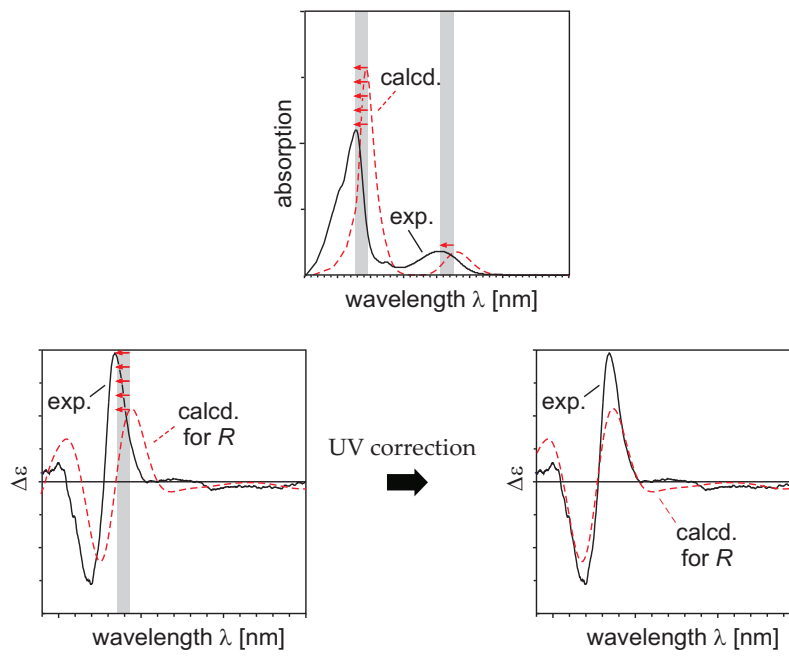 absorption
calcd.
exp.
wavelength λ [nm]
Δε
exp.
calcd.
for R
wavelength λ [nm]
UV correction
Δε
exp.
calcd.
for R
wavelength λ [nm]